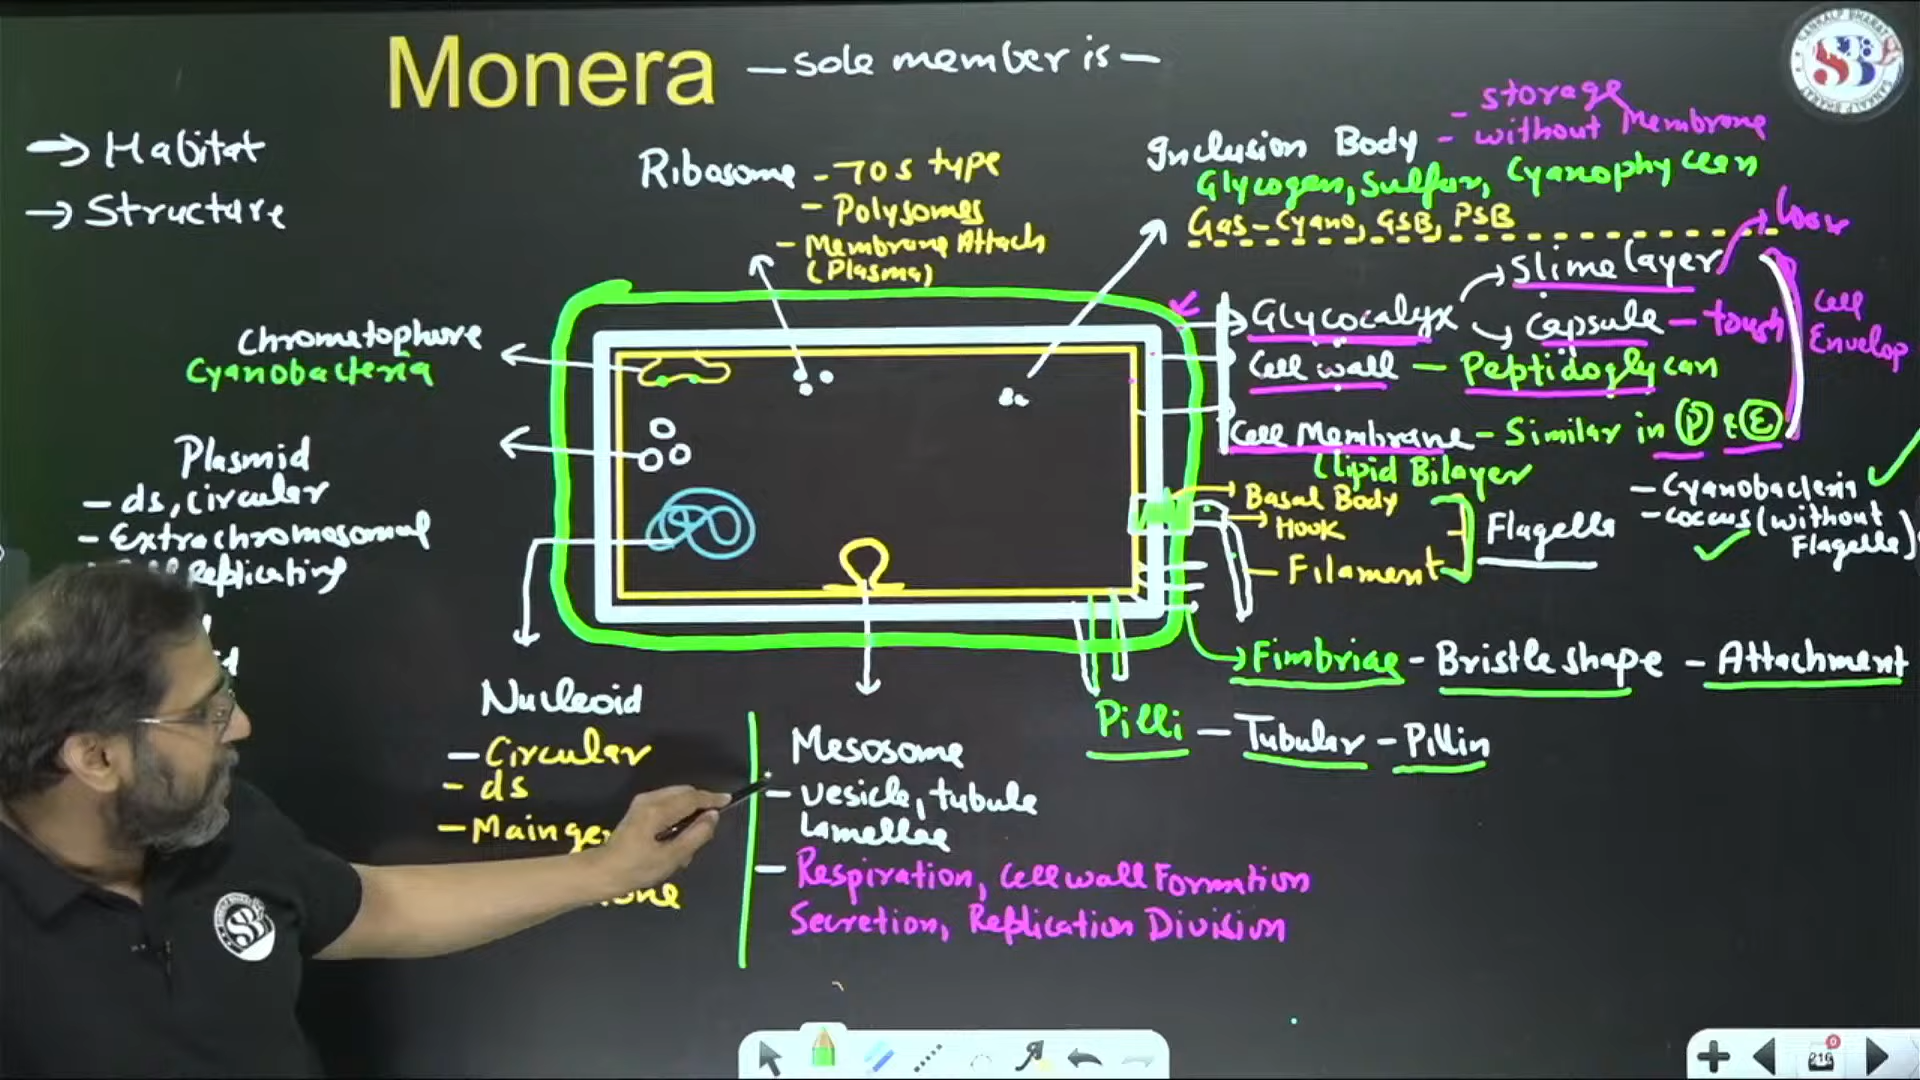 Monera – sole member is –
→ Habitat
→ Structure
Ribosome - 70s type
- Polysomes
- Membrane Attach
(Plasma)
Inclusion Body - storage
- without Membrane
Glycogen, Sulfur, Cyanophycean
Gas - Cyano, GSB, PSB
Glycocalyx
Slime layer
Capsule - tough
Cell
Envelop
Cell wall - Peptidoglycan
Cell Membrane - Similar in P & E
(lipid Bilayer
Chromatophore
Cyanobacteria
Plasmid
- ds, circular
- Extrachromosomal
Replicating
Basal Body
Hook
Filament
Flagella
- Cyanobacteria
- Coccus (without
Flagella)
→ Fimbriae - Bristle shape - Attachment
Pilli - Tubular - Pillin
Nucleoid
- Circular
- ds
- Main
Mesosome
- vesicle, tubule
Lamellae
- Respiration, Cell wall Formation
Secretion, Replication Division
SANKALP BHARAT
SB